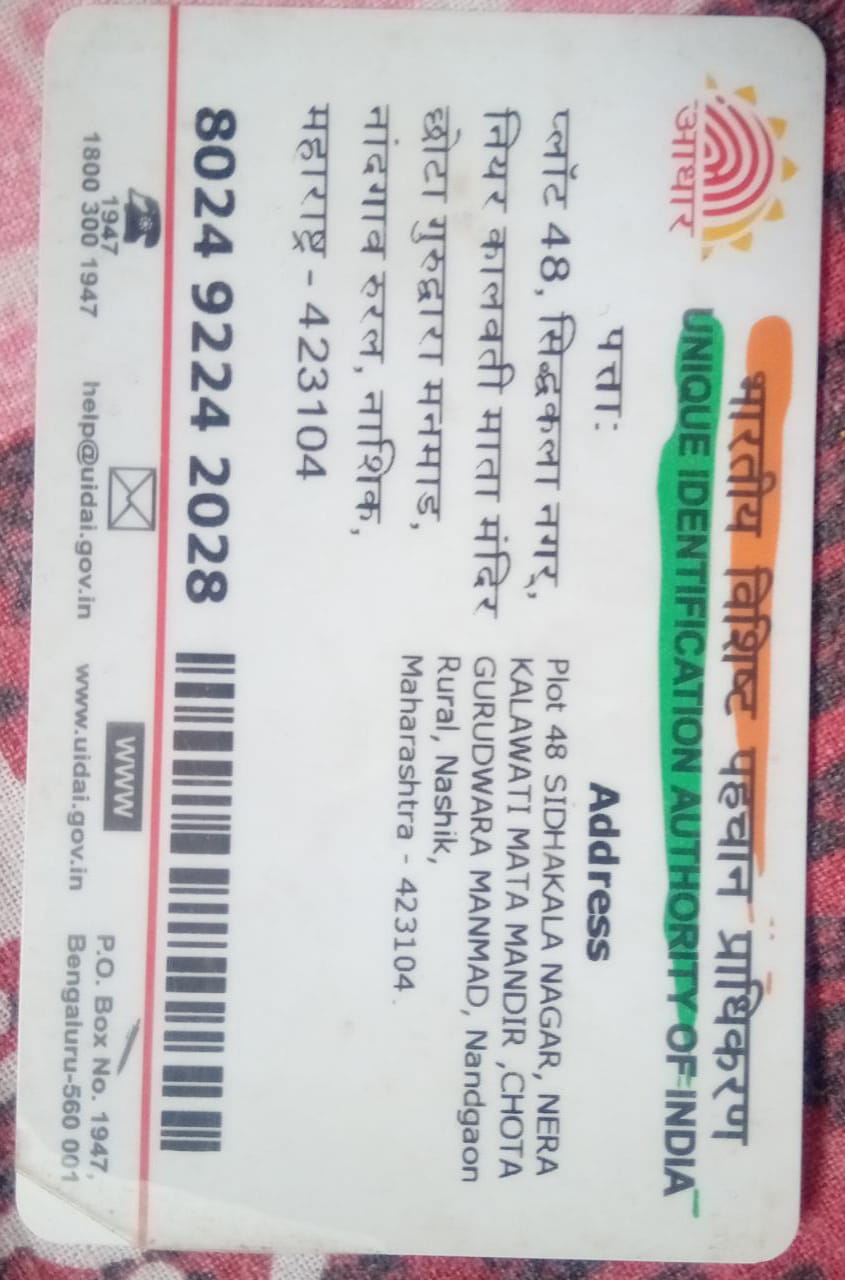 भारतीय विशिष्ट पहचान प्राधिकरण
UNIQUE IDENTIFICATION AUTHORITY OF INDIA
आधार
पत्ता:
प्लॉट 48, सिद्धकला नगर,
नियर कालवती माता मंदिर
छोटा गुरुद्वारा मनमाड,
नांदगाव रुरल, नाशिक,
महाराष्ट्र - 423104
Address
Plot 48 SIDHAKALA NAGAR, NERA
KALAWATI MATA MANDIR ,CHOTA
GURUDWARA MANMAD, Nandgaon
Rural, Nashik,
Maharashtra - 423104
8024 9224 2028
1947
1800 300 1947
help@uidai.gov.in
WWW
www.uidai.gov.in
P.O. Box No. 1947,
Bengaluru-560 001